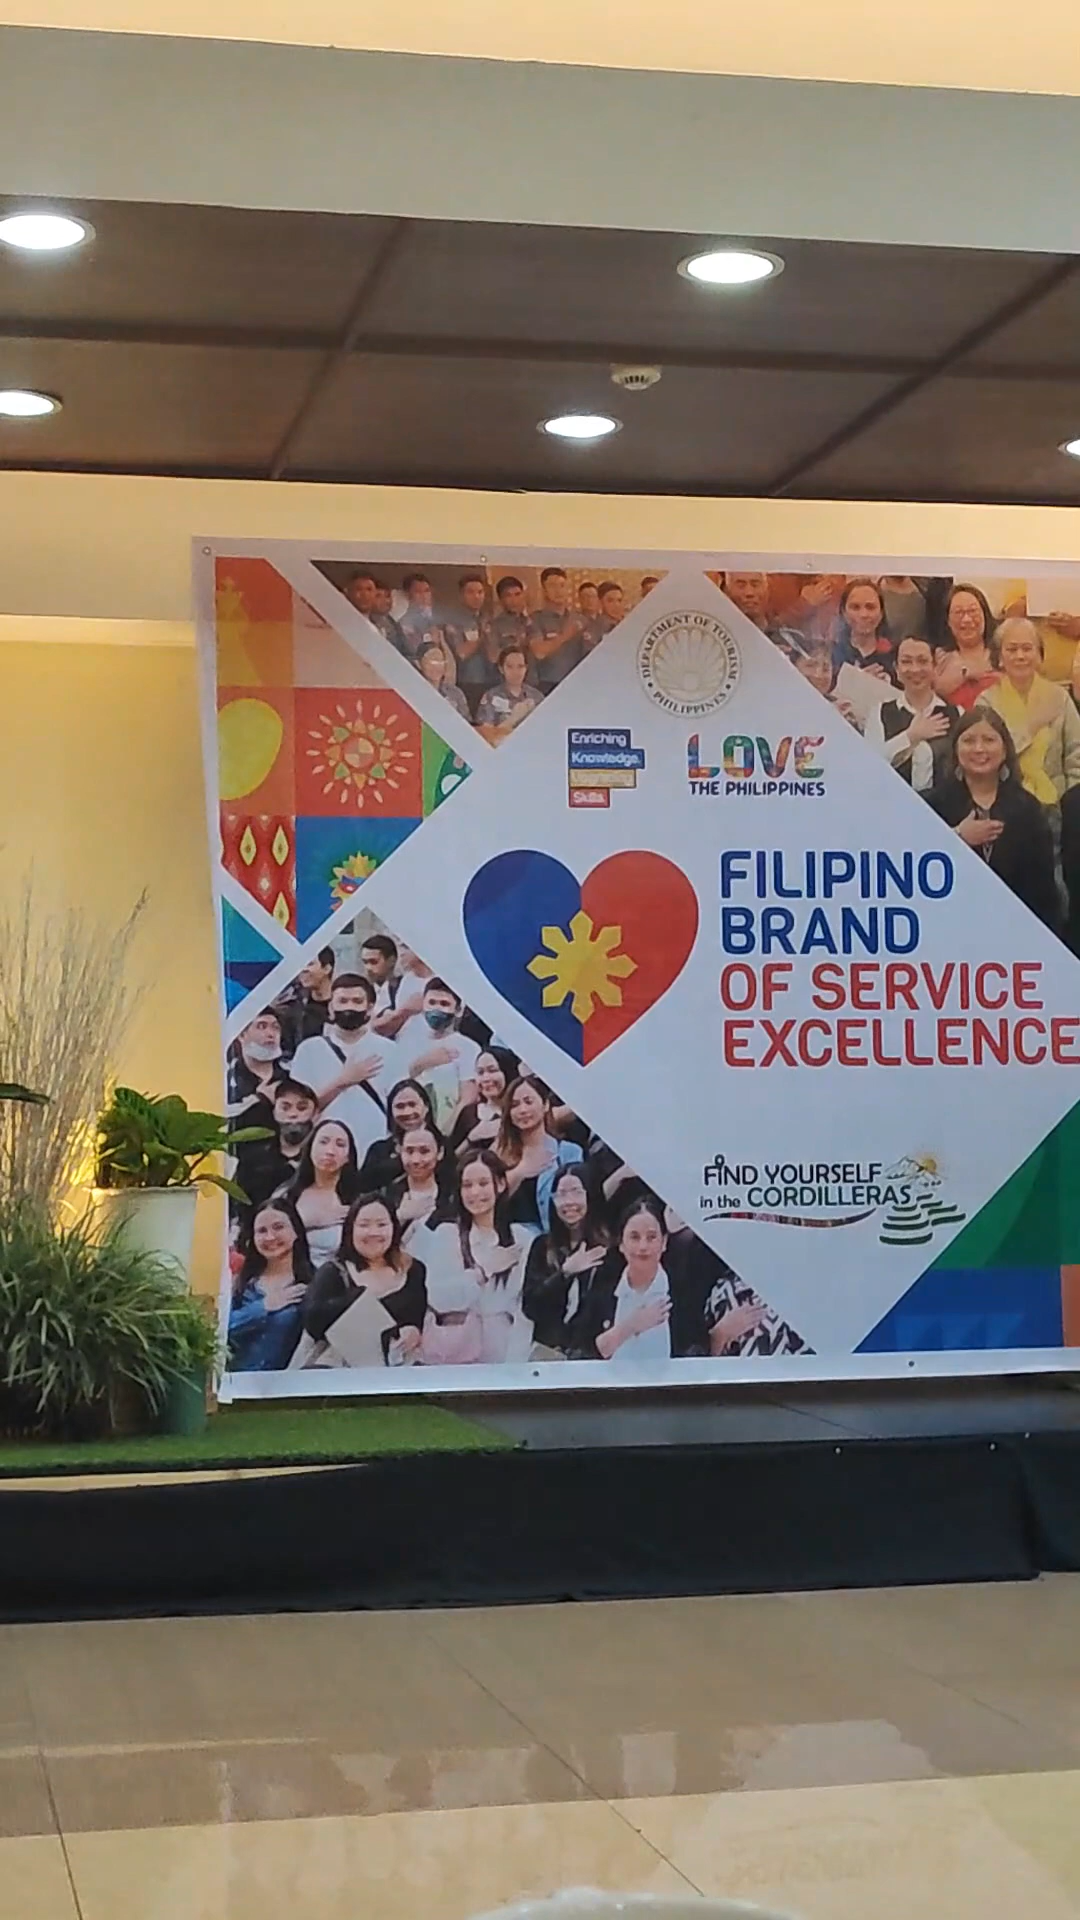 DEPARTMENT OF TOURISM
PHILIPPINES
Enriching
Knowledge.
Upgrading
Skills.
LOVE
THE PHILIPPINES
FILIPINO
BRAND
OF SERVICE
EXCELLENCE
FIND YOURSELF
in the CORDILLERAS